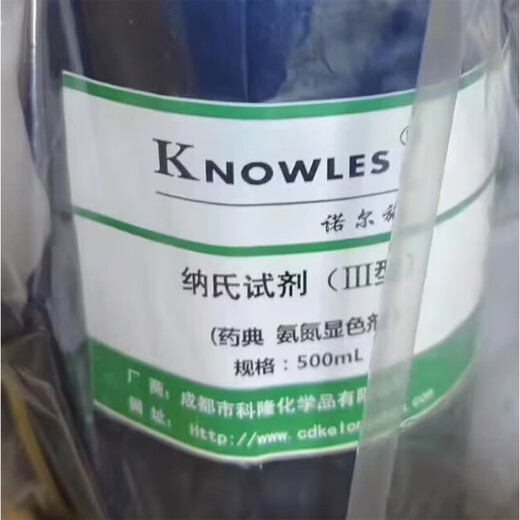 KNOWLES®
诺尔
纳氏试剂（III型
(药典 氨氮显色剂
规格：500mL
厂商：成都市科隆化学品有限
网址：Http://www.cdkelon